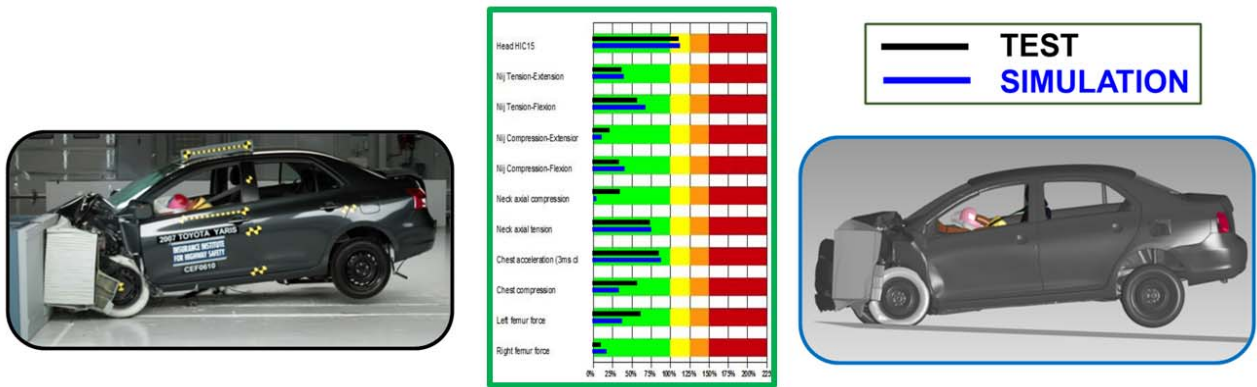 2007 TOYOTA YARIS
INSURANCE INSTITUTE
FOR HIGHWAY SAFETY
CEF0610
Head HIC15
Nij Tension-Extension
Nij Tension-Flexion
Nij Compression-Extension
Nij Compression-Flexion
Neck axial compression
Neck axial tension
Chest acceleration (3ms cl
Chest compression
Left femur force
Right femur force
0% 25% 50% 75% 100% 125% 150% 175% 200% 225
TEST
SIMULATION